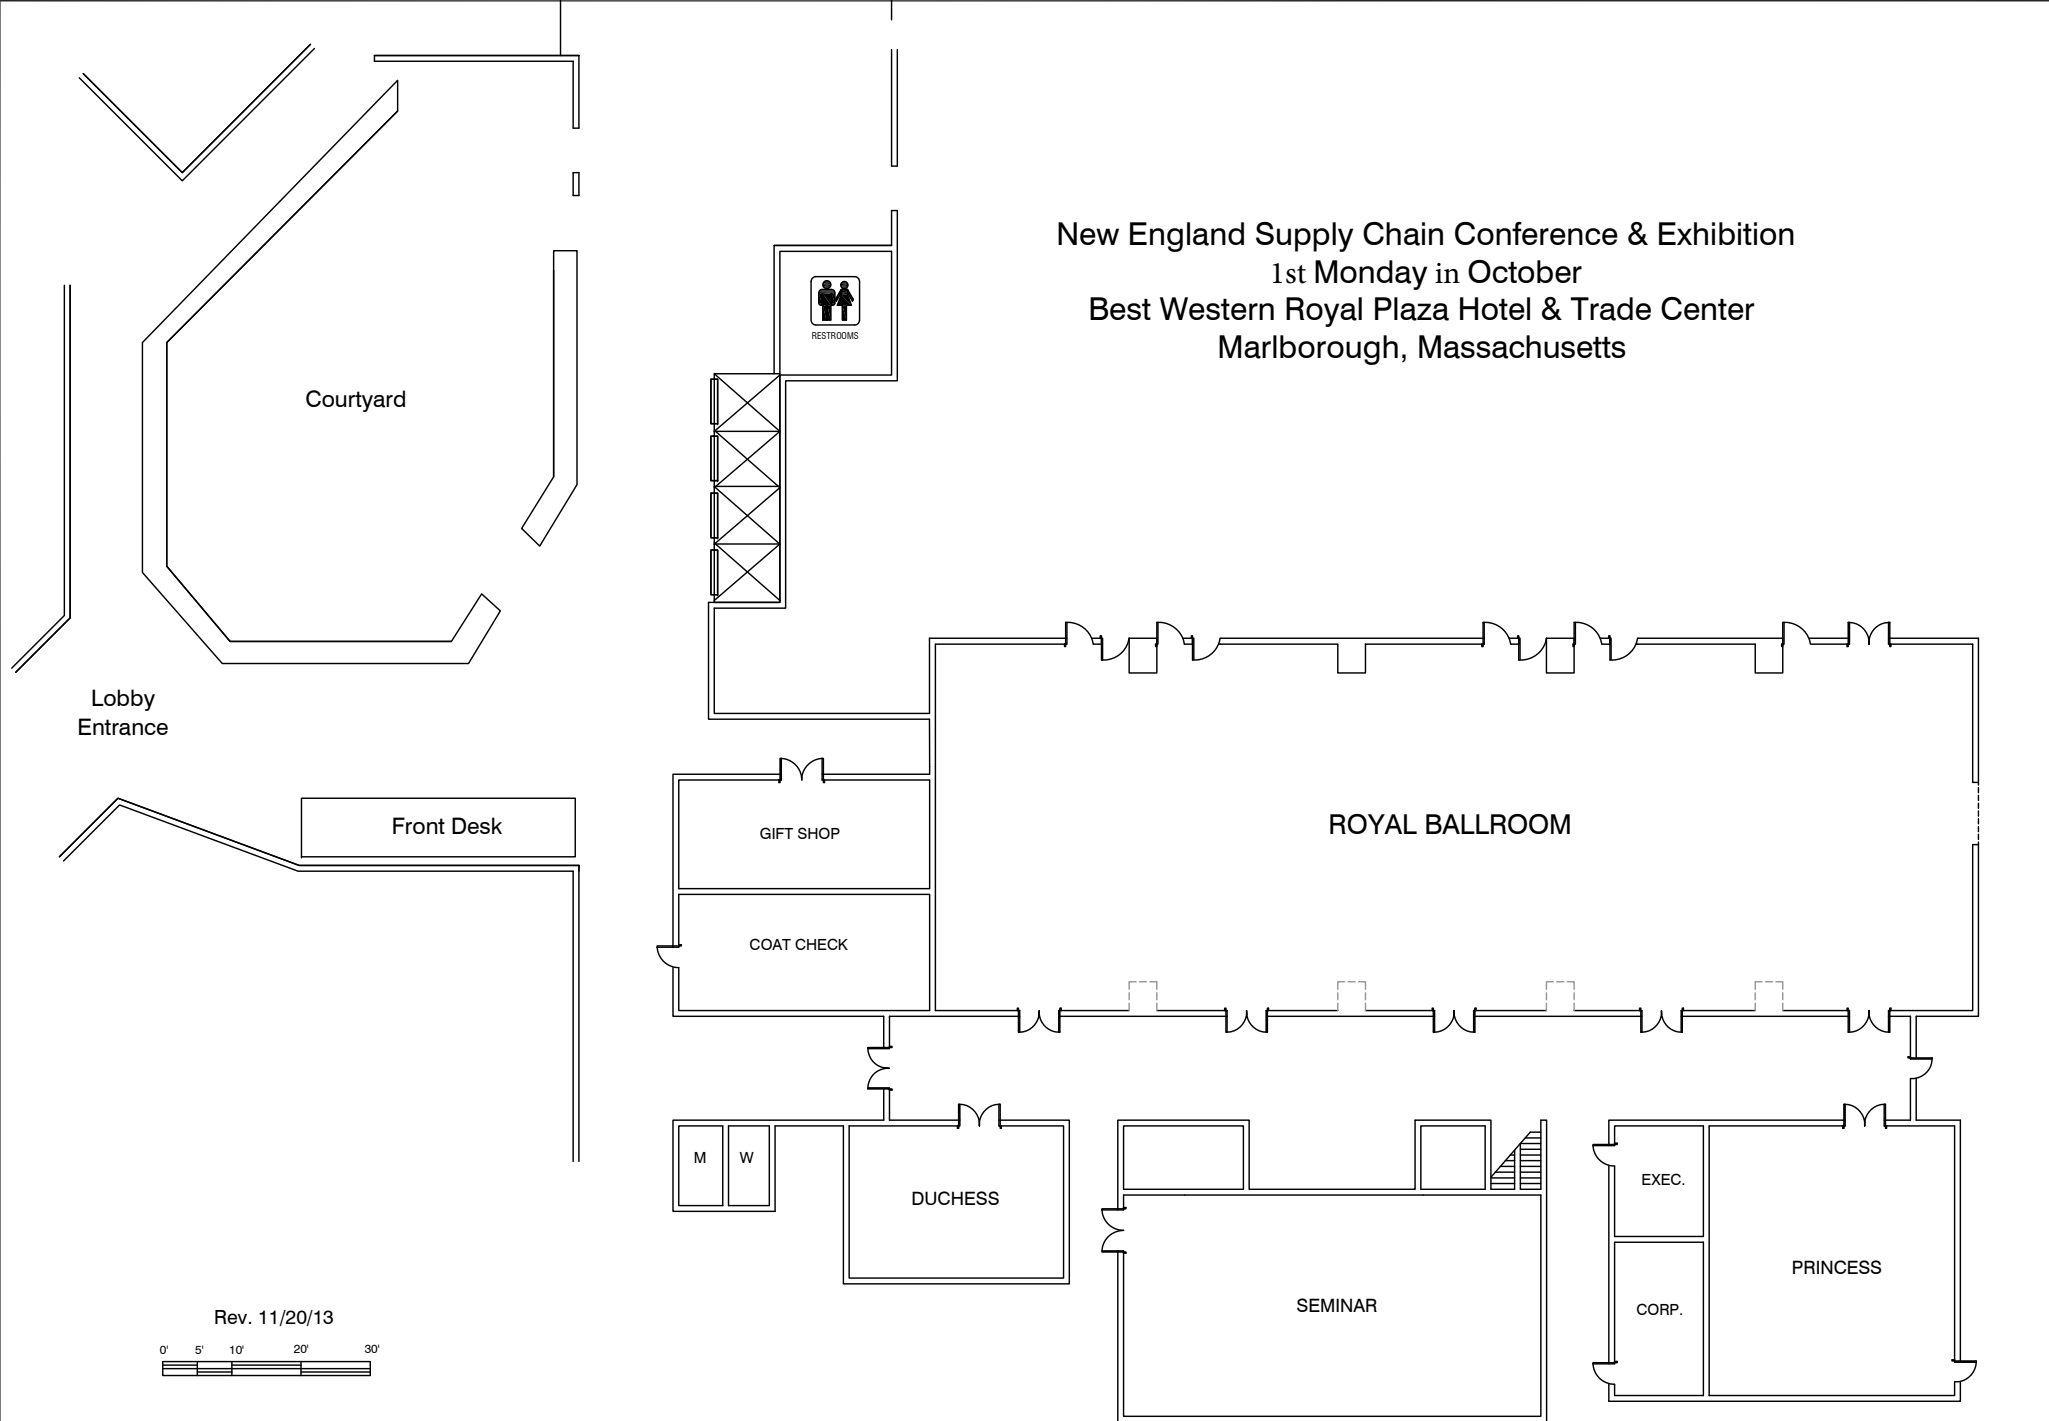 New England Supply Chain Conference & Exhibition
1st Monday in October
Best Western Royal Plaza Hotel & Trade Center
Marlborough, Massachusetts
RESTROOMS
Courtyard
Lobby
Entrance
Front Desk
GIFT SHOP
ROYAL BALLROOM
COAT CHECK
M
W
DUCHESS
EXEC.
PRINCESS
SEMINAR
CORP.
Rev. 11/20/13
0' 5' 10' 20' 30'